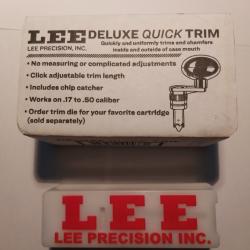 LEE DELUXE QUICK TRIM
LEE PRECISION, INC.
Quickly and uniformly trims and chamfers
inside and outside of case mouth
• No measuring or complicated adjustments
• Click adjustable trim length
• Includes chip catcher
• Works on .17 to .50 caliber
• Order trim die for your favorite cartridge
(sold separately)
LEE
LEE PRECISION INC.